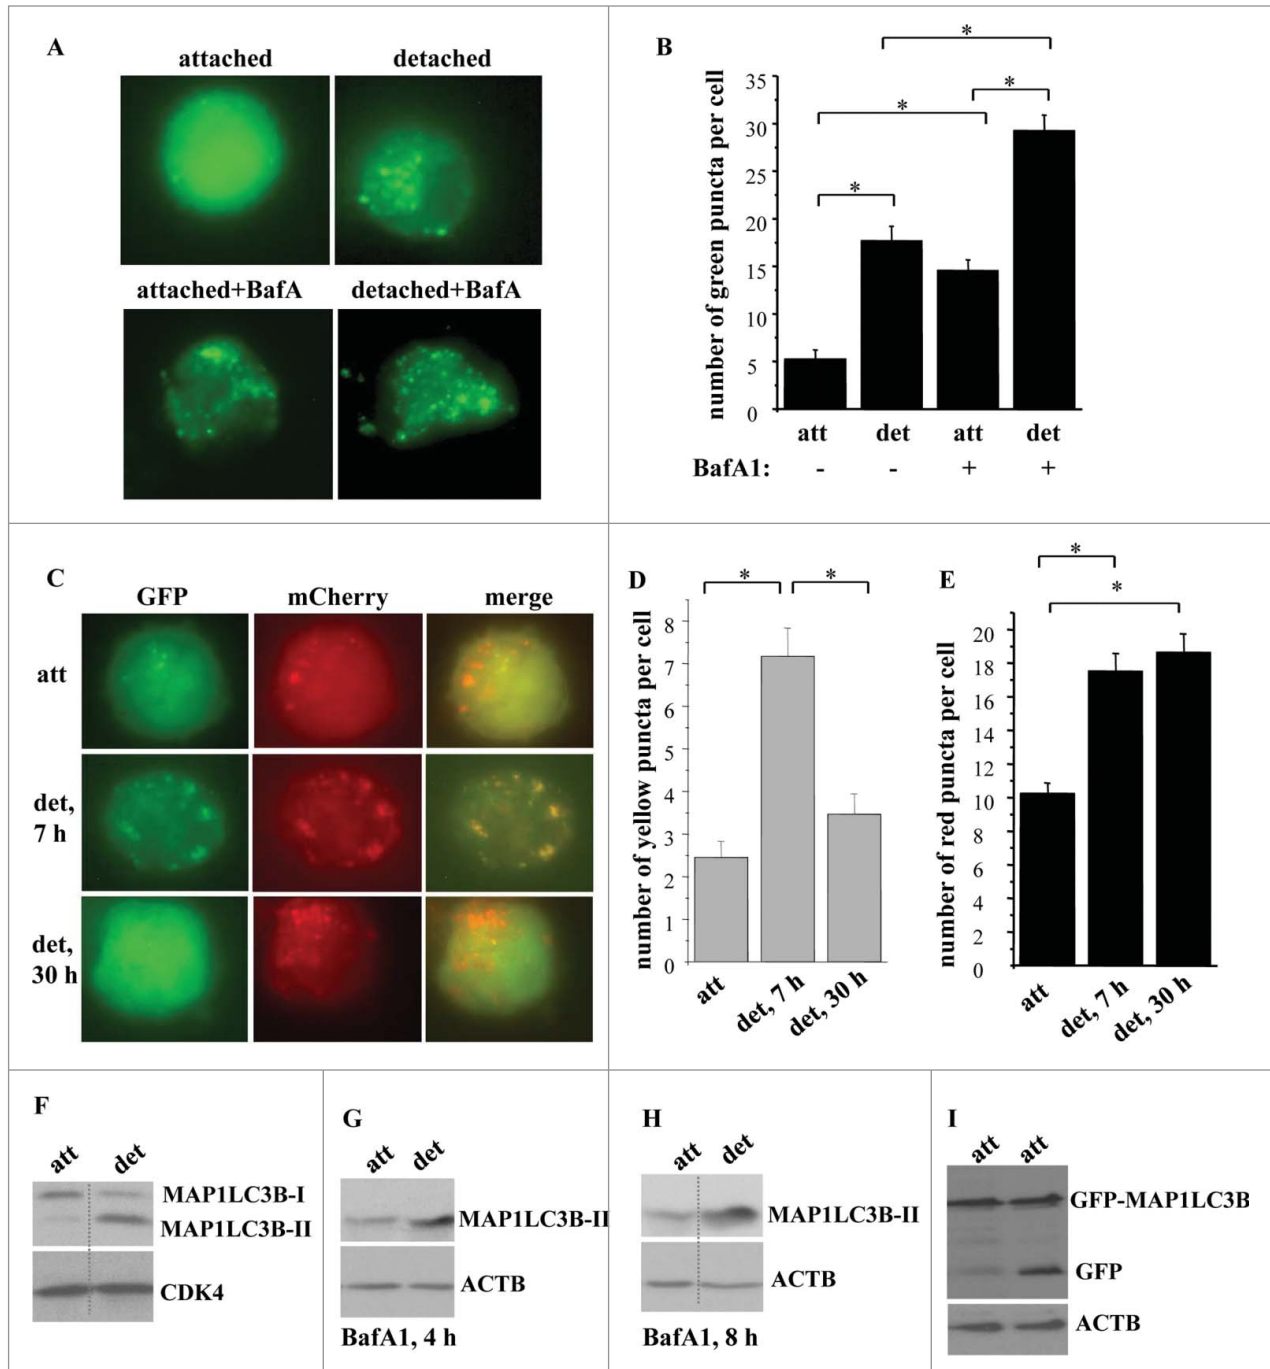 A
attached
detached
attached+BafA
detached+BafA
B
number of green puncta per cell
35
30
25
20
15
10
5
0
*
*
*
*
att det att det
BafA1: - - + +
C
GFP mCherry merge
att
det, 7 h
det, 30 h
D
number of yellow puncta per cell
8
7
6
5
4
3
2
1
0
*
*
att
det, 7 h
det, 30 h
E
number of red puncta per cell
20
18
16
14
12
10
8
6
4
2
0
*
*
att
det, 7 h
det, 30 h
F
att det
MAP1LC3B-I
MAP1LC3B-II
CDK4
G
att det
MAP1LC3B-II
ACTB
BafA1, 4 h
H
att det
MAP1LC3B-II
ACTB
BafA1, 8 h
I
att att
GFP-MAP1LC3B
GFP
ACTB